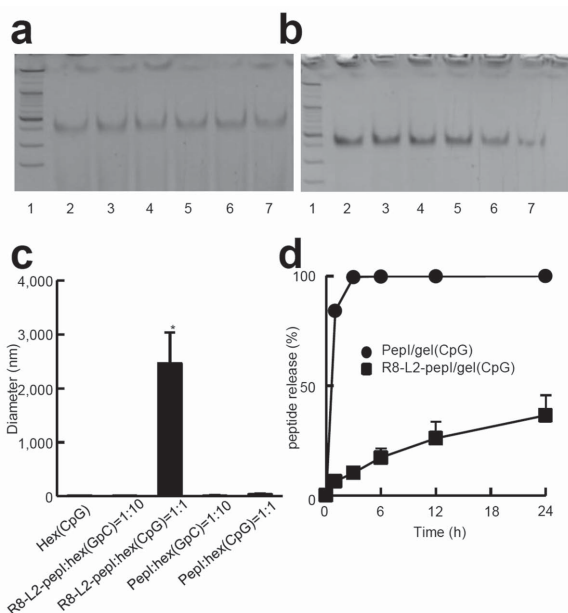 a
1 2 3 4 5 6 7
b
1 2 3 4 5 6 7
c
Diameter (nm)
4,000
3,000
2,000
1,000
0
*
Hex(CpG)
R8-L2-pepI:hex(GpC)=1:10
R8-L2-pepI:hex(CpG)=1:1
PepI:hex(GpC)=1:10
PepI:hex(CpG)=1:1
d
peptide release (%)
100
50
0
PepI/gel(CpG)
R8-L2-pepI/gel(CpG)
0 6 12 18 24
Time (h)